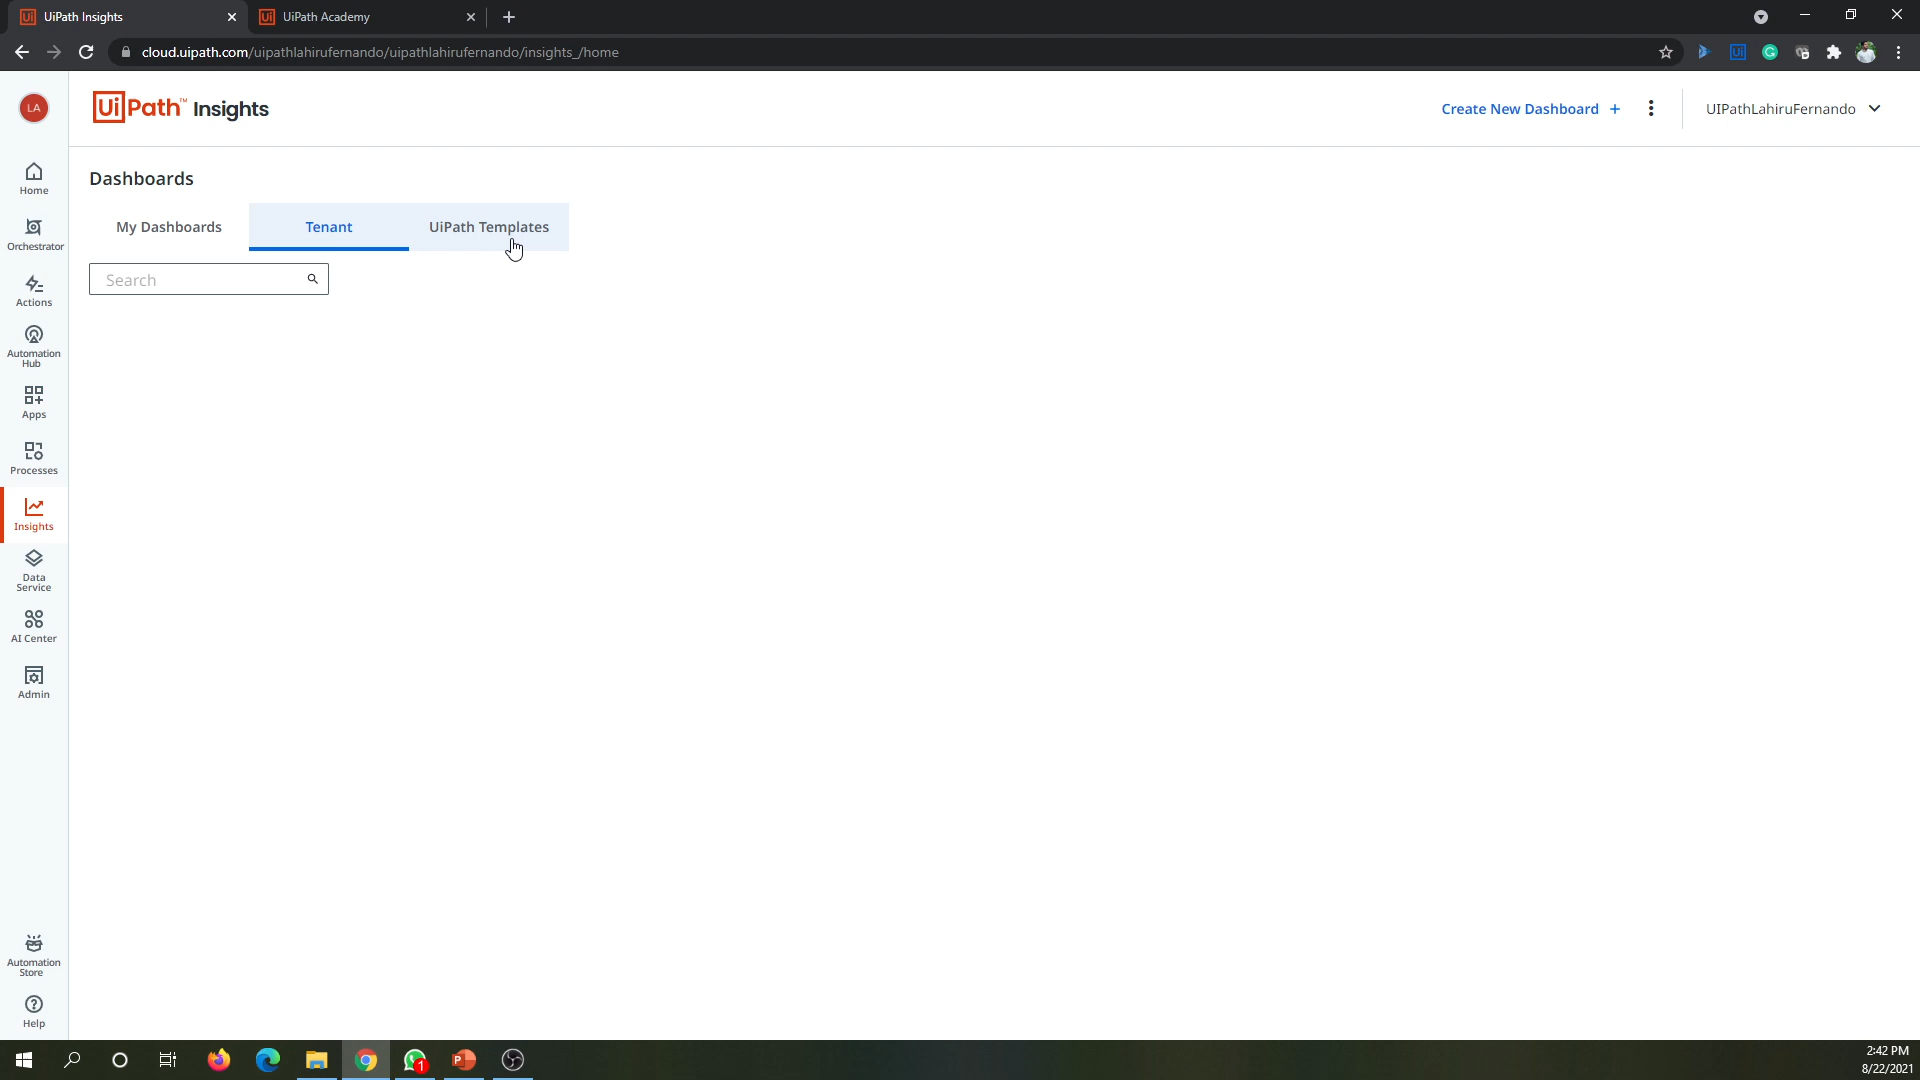 UiPath Insights
UiPath Academy
cloud.uipath.com/uipathlahirufernando/uipathlahirufernando/insights_/home
LA
UiPath™ Insights
Create New Dashboard +
UIPathLahiruFernando
Home
Orchestrator
Actions
Automation
Hub
Apps
Processes
Insights
Data
Service
AI Center
Admin
Automation
Store
Help
Dashboards
My Dashboards
Tenant
UiPath Templates
Search
1
2:42 PM
8/22/2021